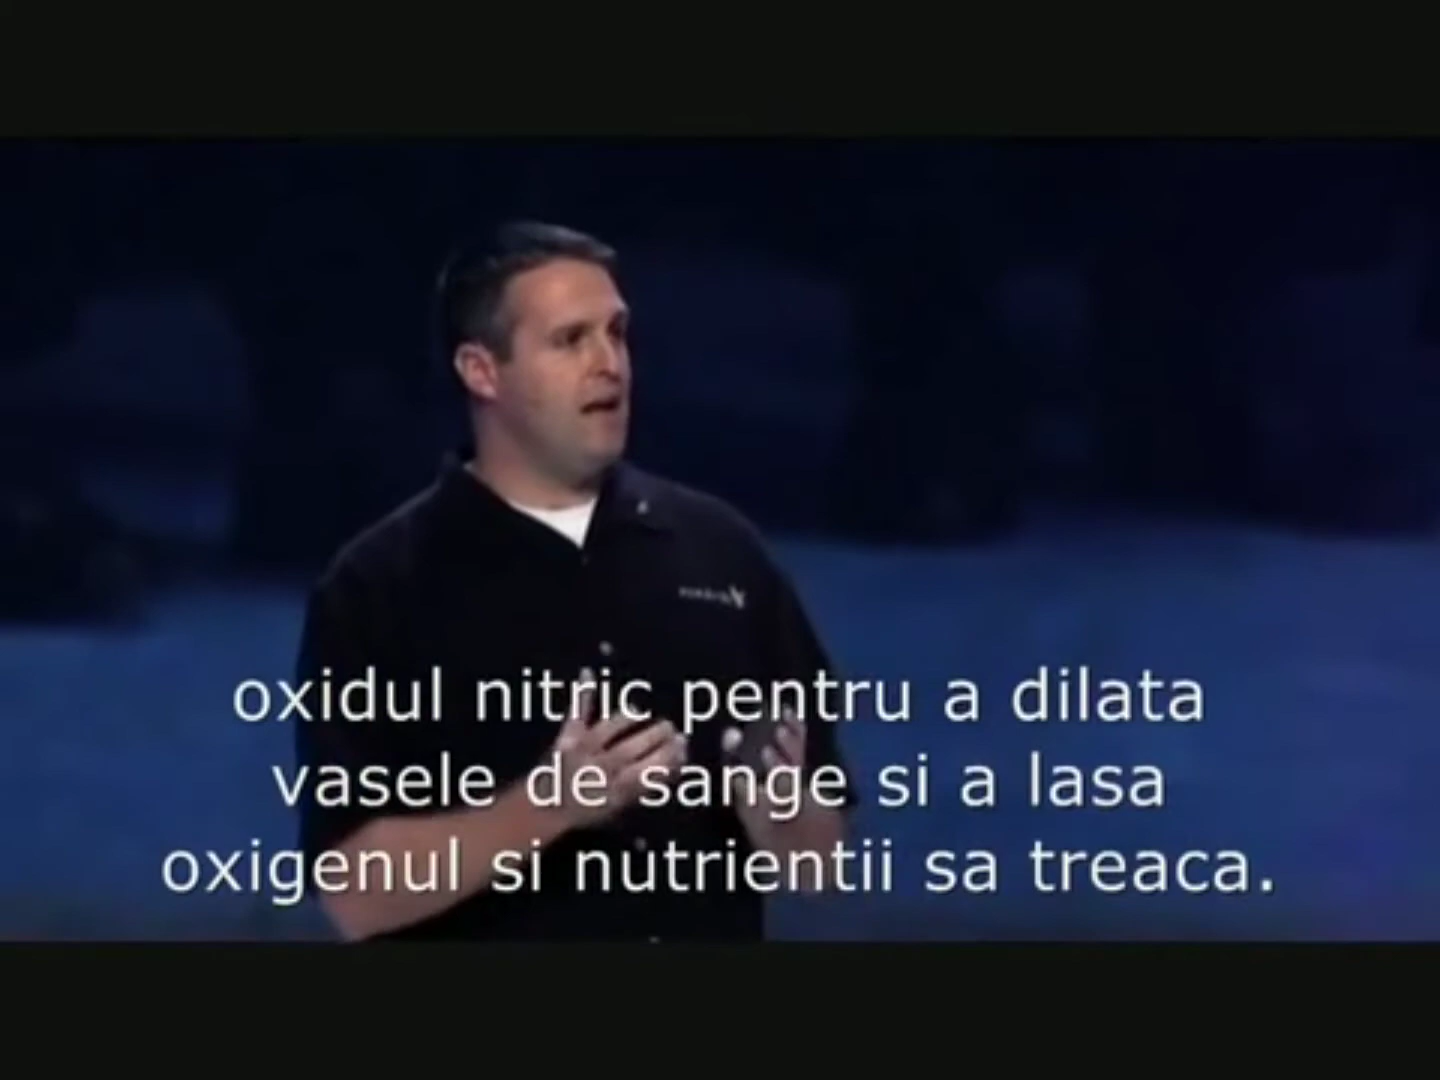 oxidul nitric pentru a dilata
vasele de sange si a lasa
oxigenul si nutrientii sa treaca.